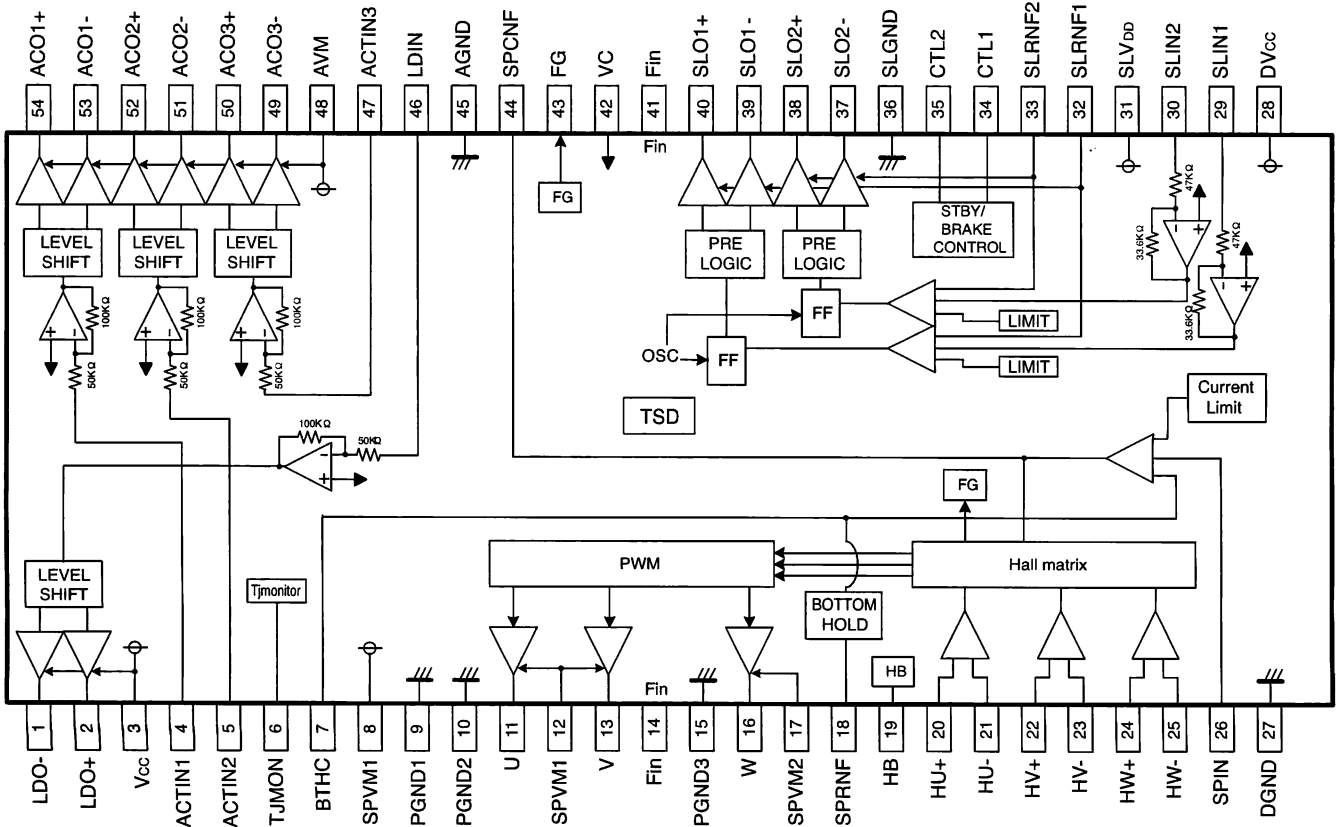 ACO1+
ACO1-
ACO2+
ACO2-
ACO3+
ACO3-
AVM
ACTIN3
LDIN
AGND
SPCNF
FG
VC
Fin
SLO1+
SLO1-
SLO2+
SLO2-
SLGND
CTL2
CTL1
SLRNF2
SLRNF1
SLVDD
SLIN2
SLIN1
DVCC
54
53
52
51
50
49
48
47
46
45
44
43
42
41
40
39
38
37
36
35
34
33
32
31
30
29
28
Fin
FG
47KΩ
47KΩ
33.6KΩ
33.6KΩ
+
-
+
-
LEVEL
SHIFT
LEVEL
SHIFT
LEVEL
SHIFT
PRE
LOGIC
PRE
LOGIC
STBY/
BRAKE
CONTROL
+
-
100KΩ
+
-
100KΩ
+
-
100KΩ
50KΩ
50KΩ
50KΩ
FF
LIMIT
OSC
FF
LIMIT
TSD
Current
Limit
100KΩ
50KΩ
-
+
FG
PWM
Hall matrix
LEVEL
SHIFT
Tjmonitor
BOTTOM
HOLD
HB
Fin
1
2
3
4
5
6
7
8
9
10
11
12
13
14
15
16
17
18
19
20
21
22
23
24
25
26
27
LDO-
LDO+
VCC
ACTIN1
ACTIN2
TJMON
BTHC
SPVM1
PGND1
PGND2
U
SPVM1
V
Fin
PGND3
W
SPVM2
SPRNF
HB
HU+
HU-
HV+
HV-
HW+
HW-
SPIN
DGND